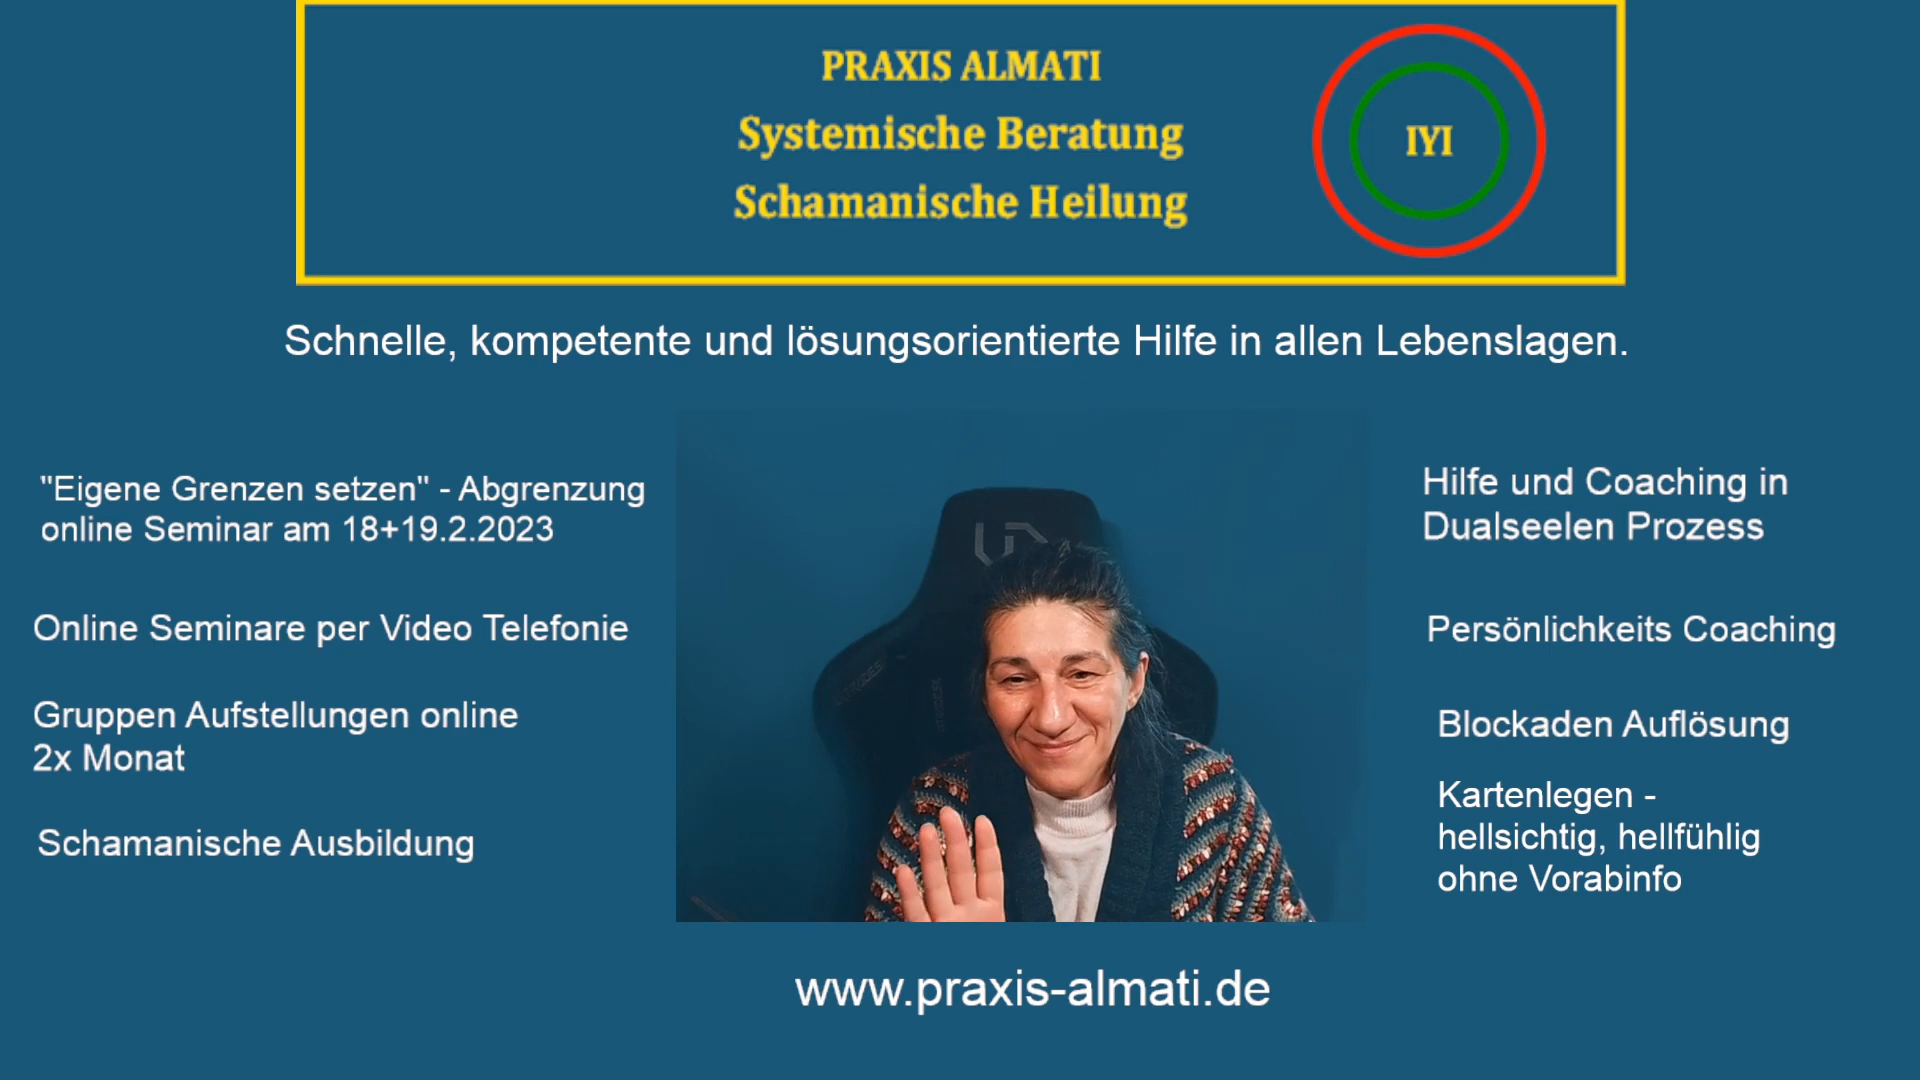 PRAXIS ALMATI
Systemische Beratung
Schamanische Heilung
IYI
Schnelle, kompetente und lösungsorientierte Hilfe in allen Lebenslagen.
"Eigene Grenzen setzen" - Abgrenzung
online Seminar am 18+19.2.2023
Online Seminare per Video Telefonie
Gruppen Aufstellungen online
2x Monat
Schamanische Ausbildung
Hilfe und Coaching in
Dualseelen Prozess
Persönlichkeits Coaching
Blockaden Auflösung
Kartenlegen -
hellsichtig, hellfühlig
ohne Vorabinfo
www.praxis-almati.de